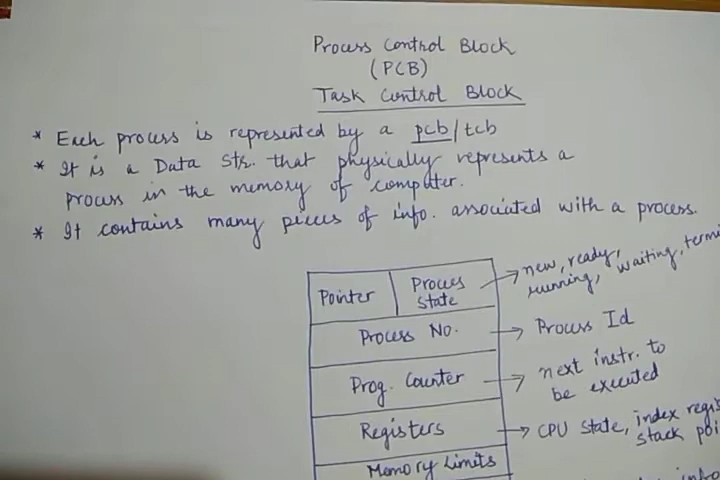 Process Control Block
(PCB)
Task Control Block
* Each process is represented by a pcb/tcb
* It is a Data Str. that physically represents a
process in the memory of computer.
* It contains many pieces of info. associated with a process.
Pointer
Process
State
new, ready,
running, waiting,
Process No.
Process Id
Prog. Counter
next instr. to
be executed
Registers
CPU State, index
stack
Memory Limits